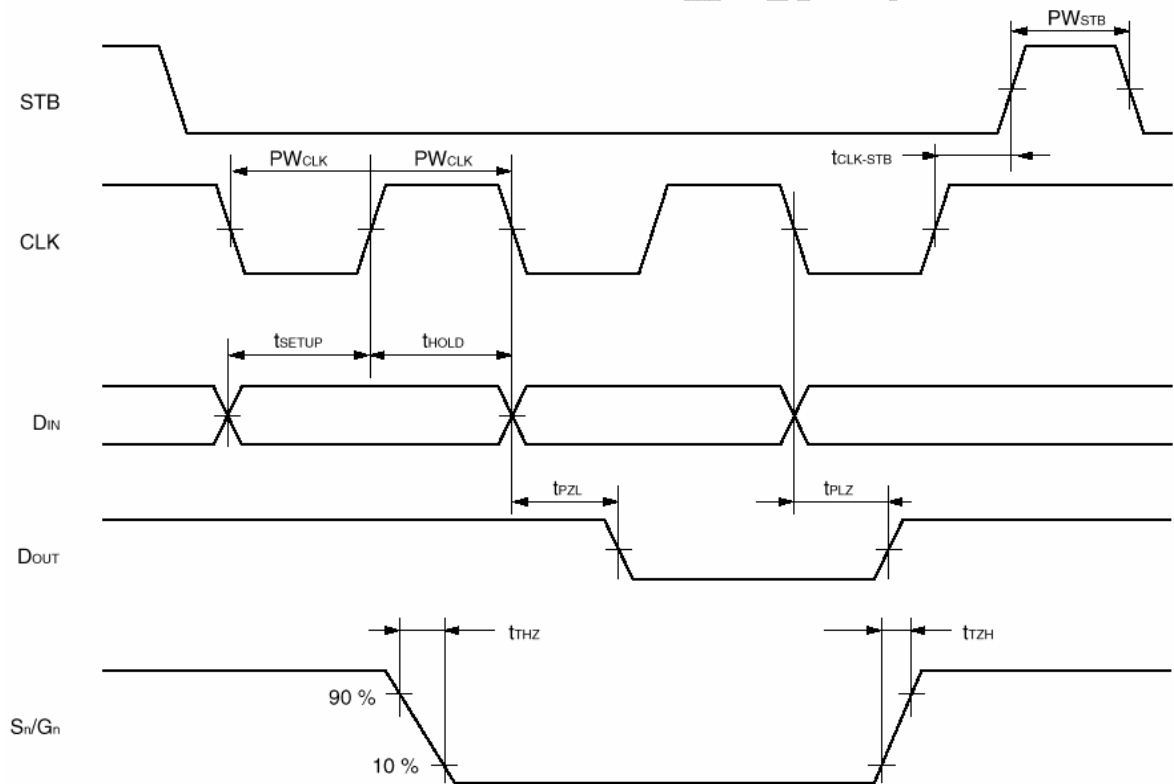 PWSTB
STB
tCLK-STB
PWCLK PWCLK
CLK
tSETUP tHOLD
DIN
tPZL tPLZ
DOUT
tTHZ tTZH
90 %
Sn/Gn
10 %